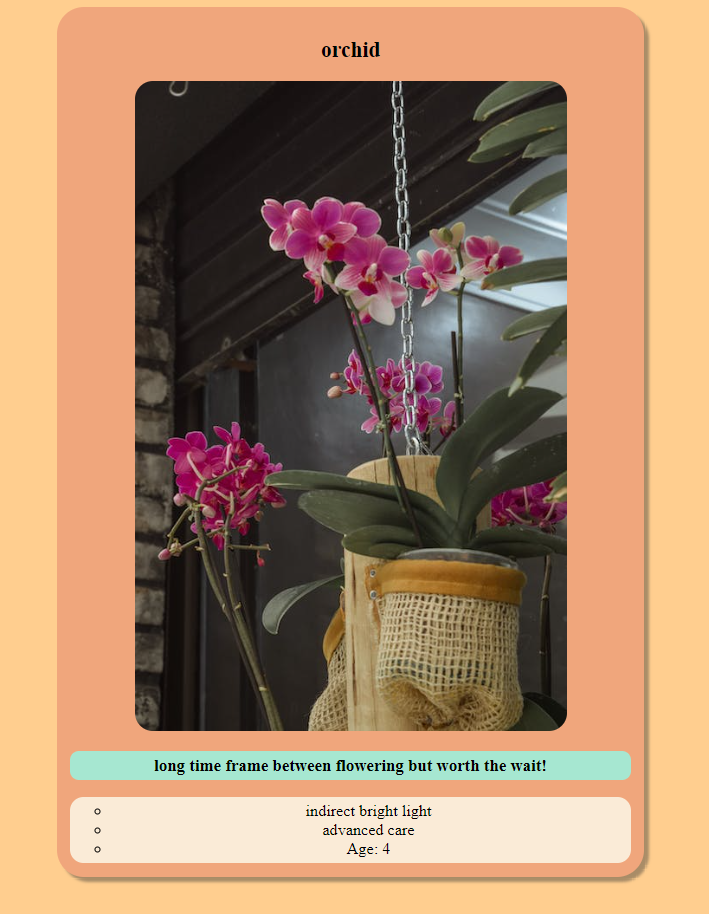 orchid
long time frame between flowering but worth the wait!
indirect bright light
advanced care
Age: 4